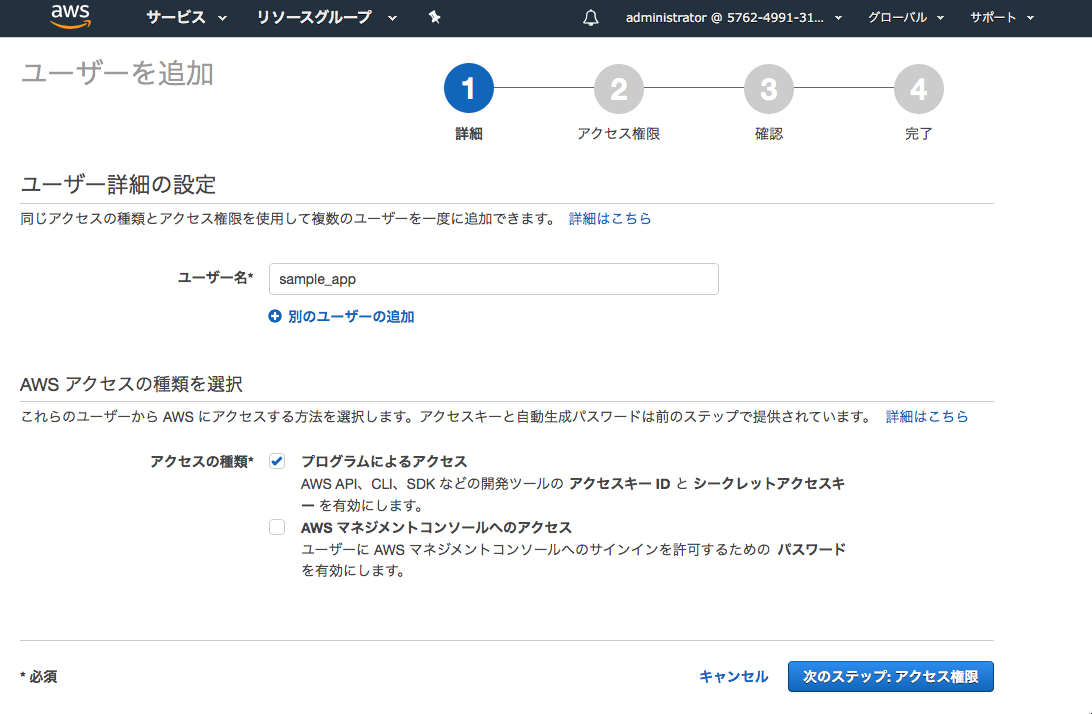 aws サービス リソースグループ administrator @ 5762-4991-31... グローバル サポート
ユーザーを追加
1 2 3 4
詳細 アクセス権限 確認 完了
ユーザー詳細の設定
同じアクセスの種類とアクセス権限を使用して複数のユーザーを一度に追加できます。 詳細はこちら
ユーザー名* sample_app
別のユーザーの追加
AWS アクセスの種類を選択
これらのユーザーから AWS にアクセスする方法を選択します。アクセスキーと自動生成パスワードは前のステップで提供されています。 詳細はこちら
アクセスの種類* プログラムによるアクセス
AWS API、CLI、SDK などの開発ツールの アクセスキー ID と シークレットアクセスキ
ー を有効にします。
AWS マネジメントコンソールへのアクセス
ユーザーに AWS マネジメントコンソールへのサインインを許可するための パスワード
を有効にします。
* 必須 キャンセル 次のステップ: アクセス権限